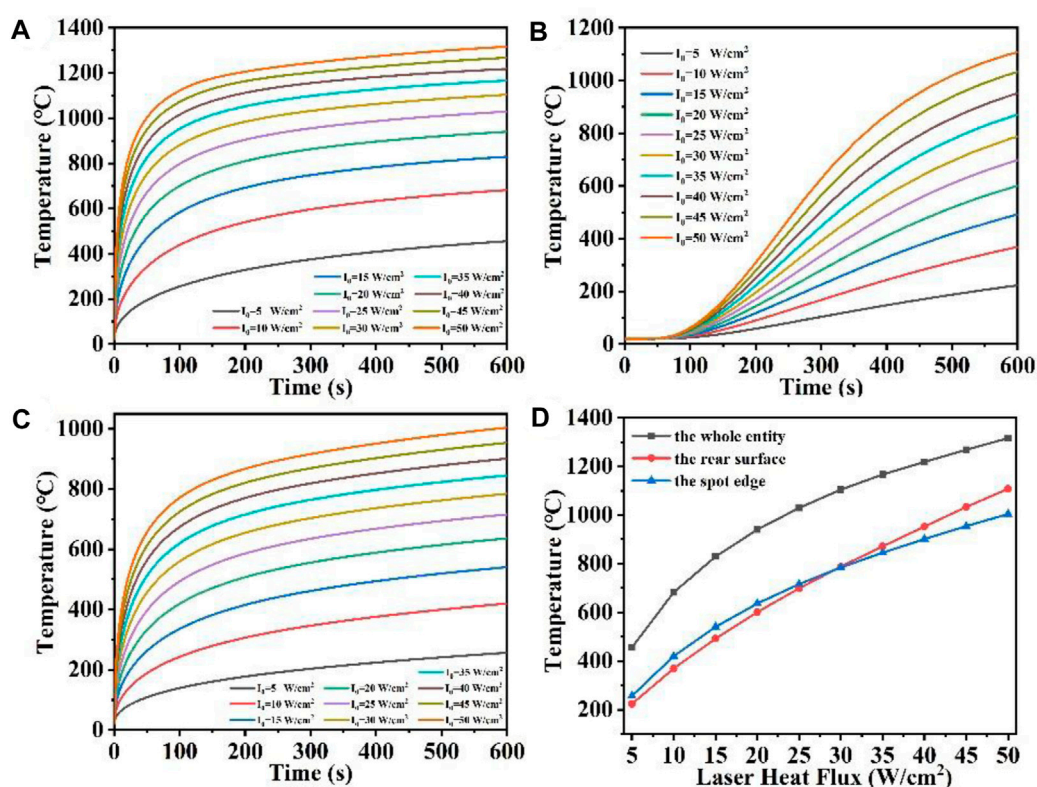 A
1400
1200
1000
800
600
400
200
0
Temperature (°C)
0 100 200 300 400 500 600
Time (s)
I0=5 W/cm2
I0=10 W/cm2
I0=15 W/cm2
I0=20 W/cm2
I0=25 W/cm2
I0=30 W/cm2
I0=35 W/cm2
I0=40 W/cm2
I0=45 W/cm2
I0=50 W/cm2
B
1200
1000
800
600
400
200
0
Temperature (°C)
0 100 200 300 400 500 600
Time (s)
I0=5 W/cm2
I0=10 W/cm2
I0=15 W/cm2
I0=20 W/cm2
I0=25 W/cm2
I0=30 W/cm2
I0=35 W/cm2
I0=40 W/cm2
I0=45 W/cm2
I0=50 W/cm2
C
1000
800
600
400
200
0
Temperature (°C)
0 100 200 300 400 500 600
Time (s)
I0=5 W/cm2
I0=10 W/cm2
I0=15 W/cm2
I0=20 W/cm2
I0=25 W/cm2
I0=30 W/cm2
I0=35 W/cm2
I0=40 W/cm2
I0=45 W/cm2
I0=50 W/cm2
D
1400
1200
1000
800
600
400
200
Temperature (°C)
5 10 15 20 25 30 35 40 45 50
Laser Heat Flux (W/cm2)
the whole entity
the rear surface
the spot edge